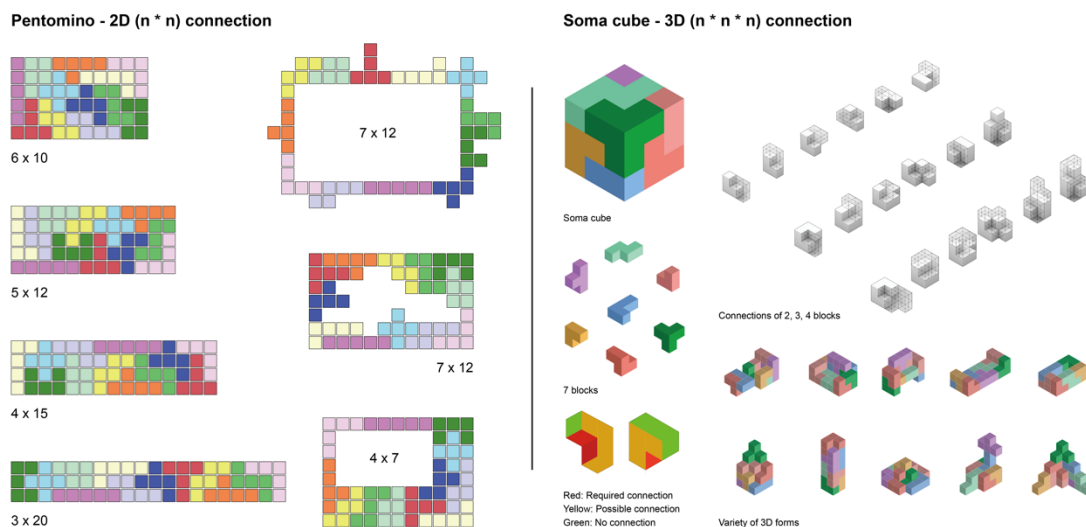 Pentomino - 2D (n * n) connection
6 x 10
5 x 12
4 x 15
3 x 20
7 x 12
7 x 12
4 x 7
Soma cube - 3D (n * n * n) connection
Soma cube
7 blocks
Red: Required connection
Yellow: Possible connection
Green: No connection
Connections of 2, 3, 4 blocks
Variety of 3D forms